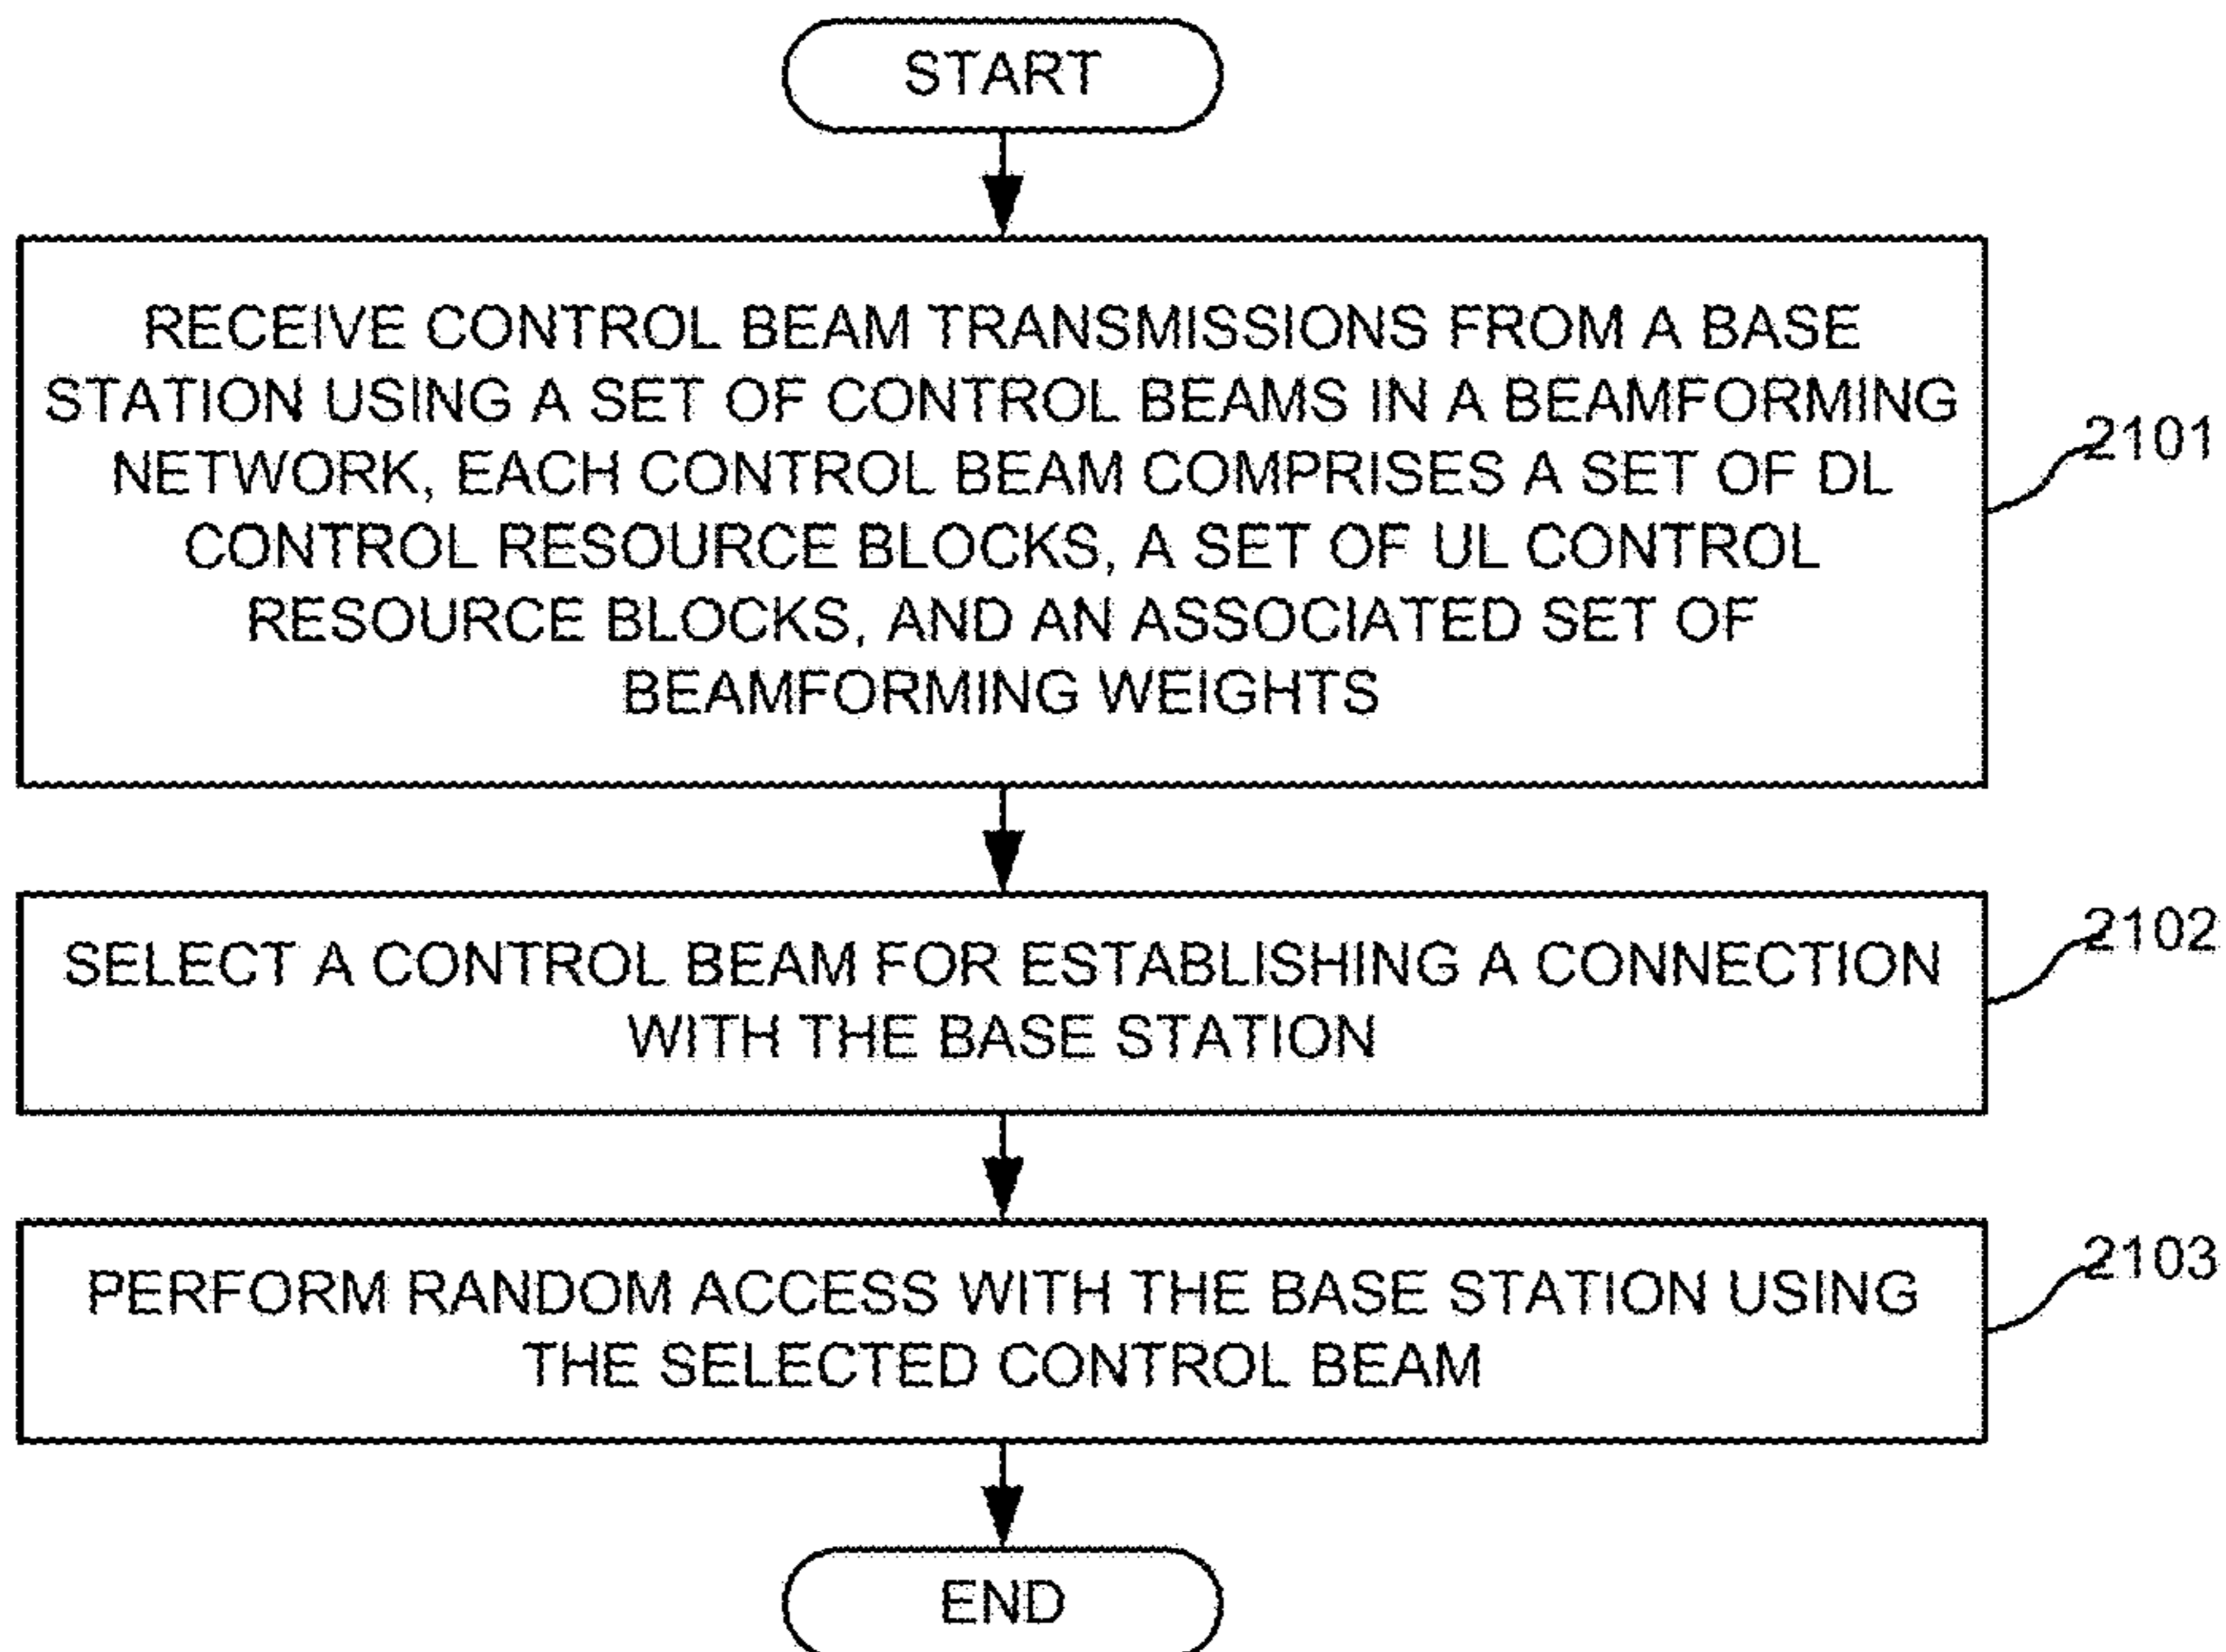 START
RECEIVE CONTROL BEAM TRANSMISSIONS FROM A BASE
STATION USING A SET OF CONTROL BEAMS IN A BEAMFORMING
NETWORK, EACH CONTROL BEAM COMPRISES A SET OF DL
CONTROL RESOURCE BLOCKS, A SET OF UL CONTROL
RESOURCE BLOCKS, AND AN ASSOCIATED SET OF
BEAMFORMING WEIGHTS
2101
SELECT A CONTROL BEAM FOR ESTABLISHING A CONNECTION
WITH THE BASE STATION
2102
PERFORM RANDOM ACCESS WITH THE BASE STATION USING
THE SELECTED CONTROL BEAM
2103
END